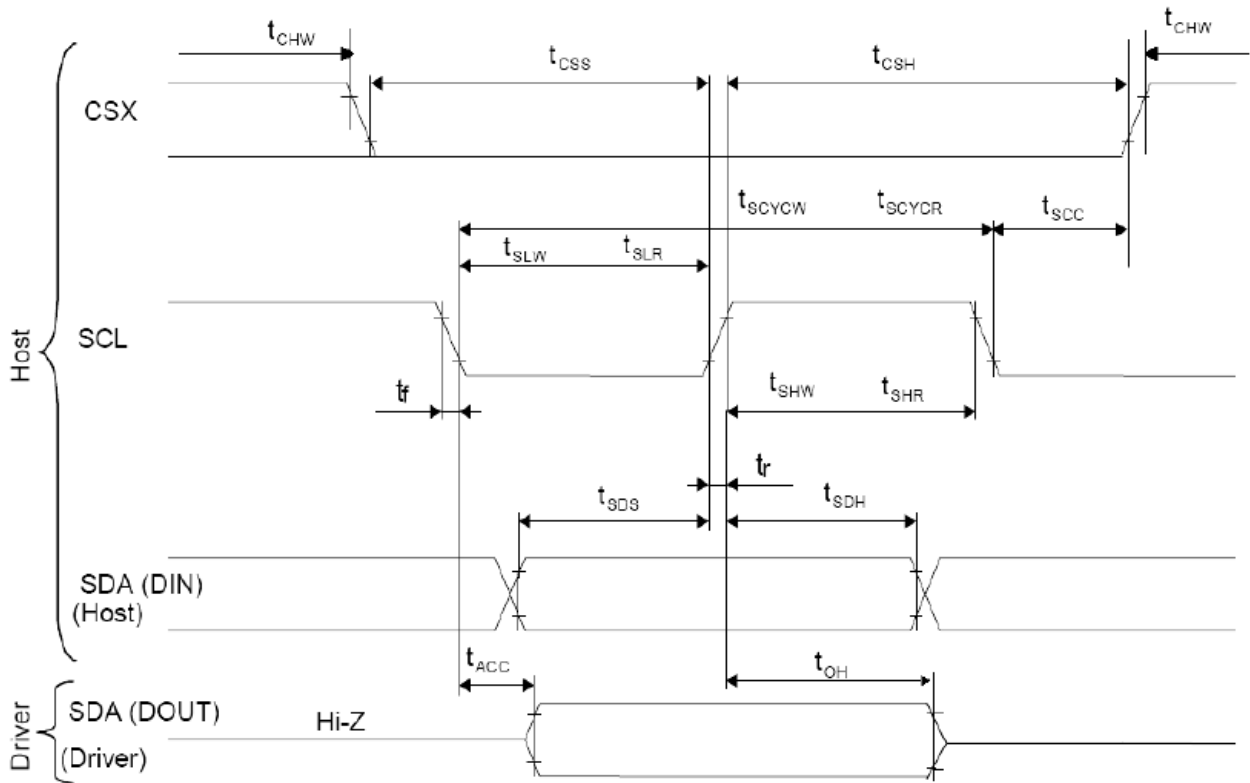 tCHW
tCHW
tCSS
tCSH
CSX
tSCYCW
tSCYCR
tSCC
tSLW
tSLR
Host
SCL
tf
tSHW
tSHR
tr
tSDS
tSDH
SDA (DIN)
(Host)
tACC
tOH
Driver
SDA (DOUT)
Hi-Z
(Driver)